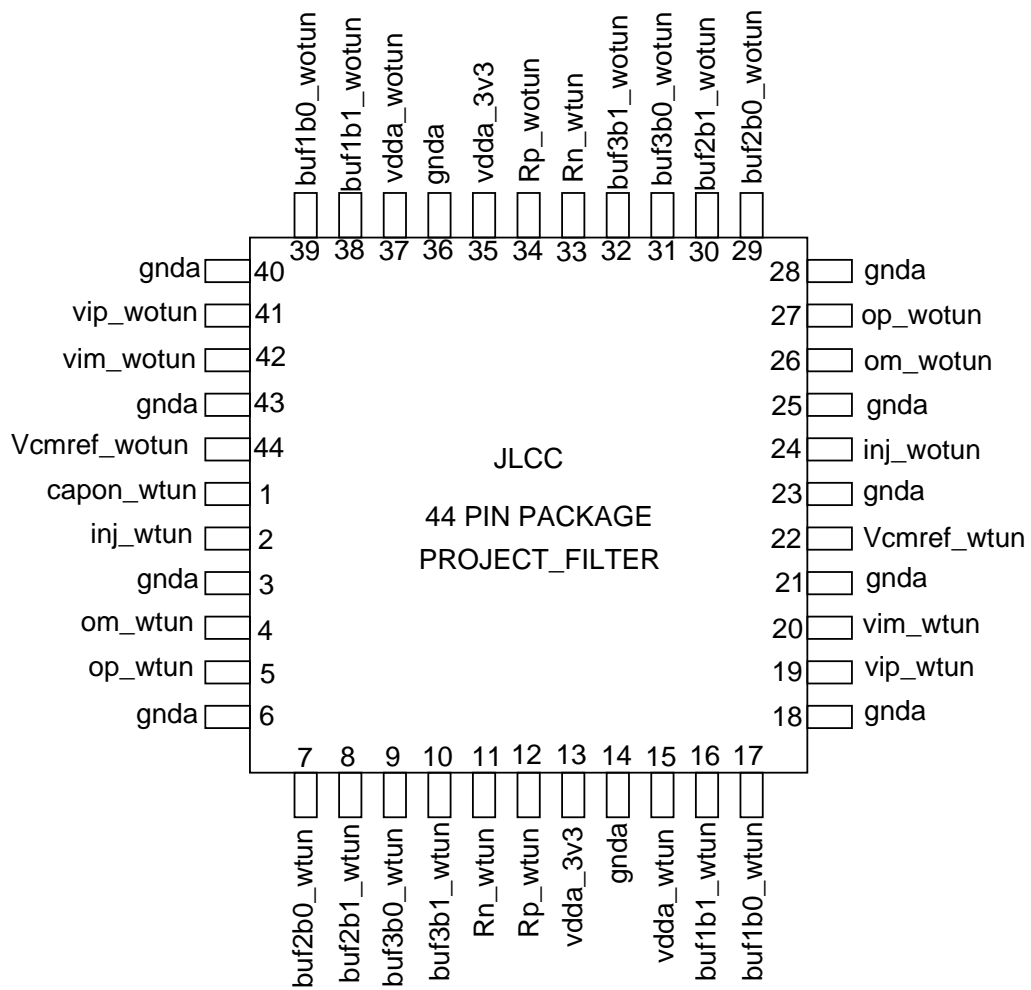 buf1b0_wotun
buf1b1_wotun
vdda_wotun
gnda
vdda_3v3
Rp_wotun
Rn_wtun
buf3b1_wotun
buf3b0_wotun
buf2b1_wotun
buf2b0_wotun
39 38 37 36 35 34 33 32 31 30 29
gnda 40
vip_wotun 41
vim_wotun 42
gnda 43
Vcmref_wotun 44
capon_wtun 1
inj_wtun 2
gnda 3
om_wtun 4
op_wtun 5
gnda 6
JLCC
44 PIN PACKAGE
PROJECT_FILTER
28 gnda
27 op_wotun
26 om_wotun
25 gnda
24 inj_wotun
23 gnda
22 Vcmref_wtun
21 gnda
20 vim_wtun
19 vip_wtun
18 gnda
7 8 9 10 11 12 13 14 15 16 17
buf2b0_wtun
buf2b1_wtun
buf3b0_wtun
buf3b1_wtun
Rn_wtun
Rp_wtun
vdda_3v3
gnda
vdda_wtun
buf1b1_wtun
buf1b0_wtun